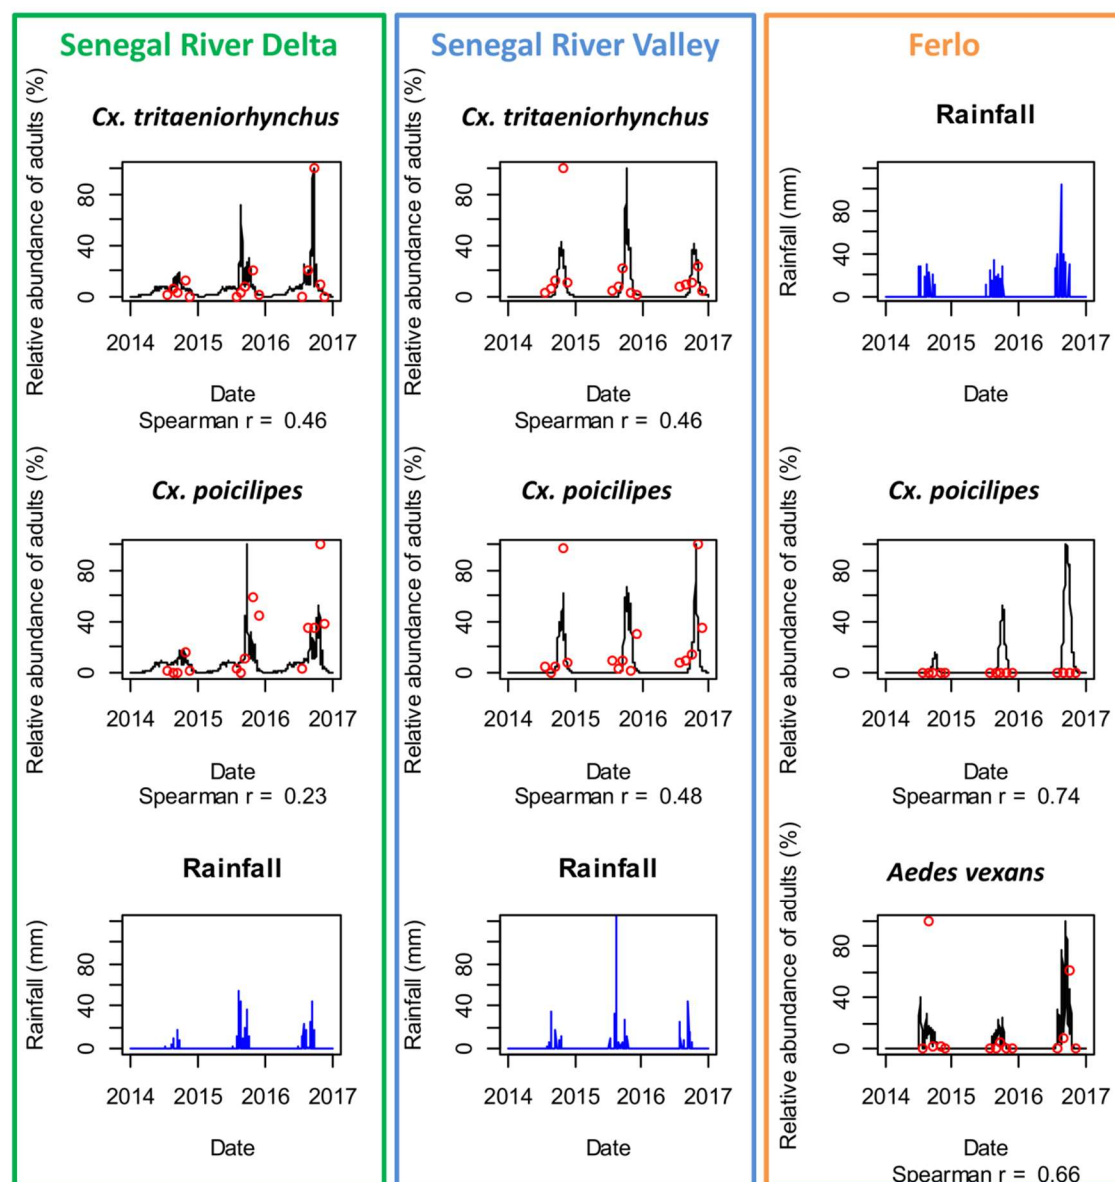 Senegal River Delta
Cx. tritaeniorhynchus
Relative abundance of adults (%)
80
40
0
2014 2015 2016 2017
Date
Spearman r = 0.46
Cx. poicilipes
Relative abundance of adults (%)
80
40
0
2014 2015 2016 2017
Date
Spearman r = 0.23
Rainfall
Rainfall (mm)
80
40
0
2014 2015 2016 2017
Date
Senegal River Valley
Cx. tritaeniorhynchus
Relative abundance of adults (%)
80
40
0
2014 2015 2016 2017
Date
Spearman r = 0.46
Cx. poicilipes
Relative abundance of adults (%)
80
40
0
2014 2015 2016 2017
Date
Spearman r = 0.48
Rainfall
Rainfall (mm)
80
40
0
2014 2015 2016 2017
Date
Ferlo
Rainfall
Rainfall (mm)
80
40
0
2014 2015 2016 2017
Date
Cx. poicilipes
Relative abundance of adults (%)
80
40
0
2014 2015 2016 2017
Date
Spearman r = 0.74
Aedes vexans
Relative abundance of adults (%)
80
40
0
2014 2015 2016 2017
Date
Spearman r = 0.66